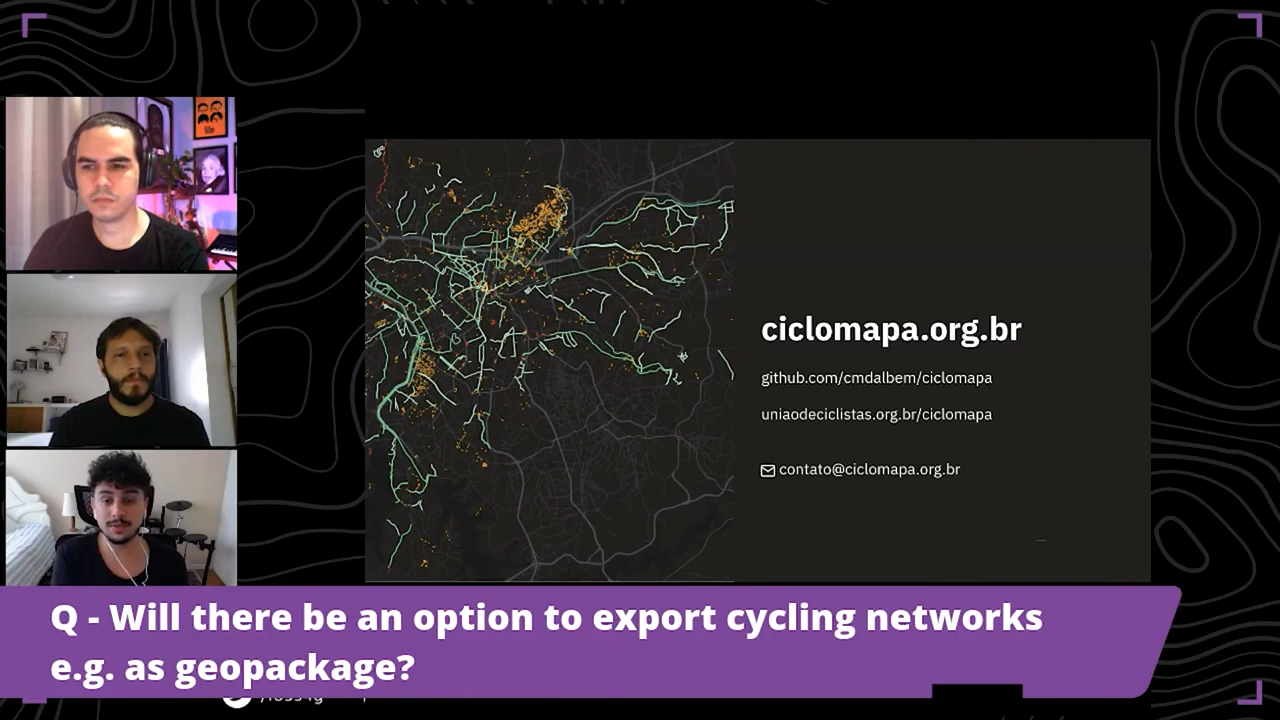 ciclomapa.org.br
github.com/cmdalbem/ciclomapa
uniaodeciclistas.org.br/ciclomapa
contato@ciclomapa.org.br
Q - Will there be an option to export cycling networks
e.g. as geopackage?